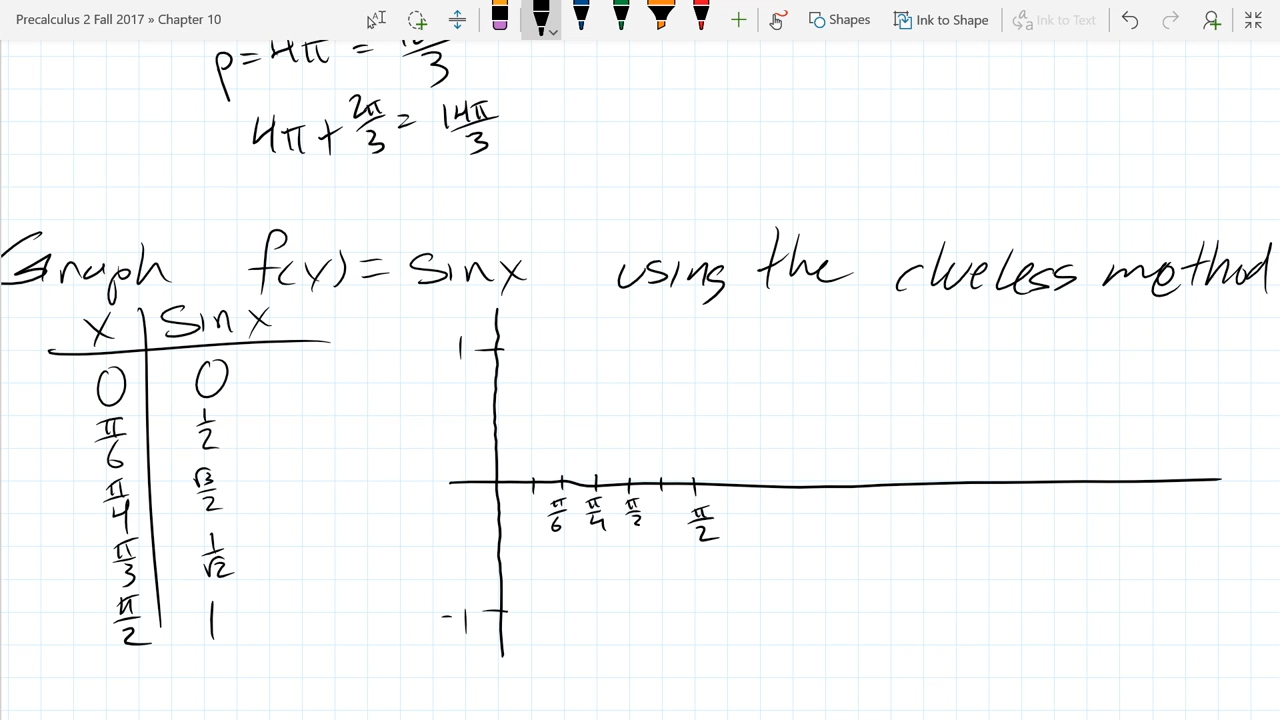 Precalculus 2 Fall 2017 » Chapter 10 Shapes Ink to Shape Ink to Text
p = 4π = /3
4π + 2π/3 = 14π/3
Graph f(x) = sin x using the clueless method
x sin x
1
0 0
π/6 1/2
π/4 √3/2
π/6 π/4 π/3 π/2
π/3 1/√2
π/2 1
-1